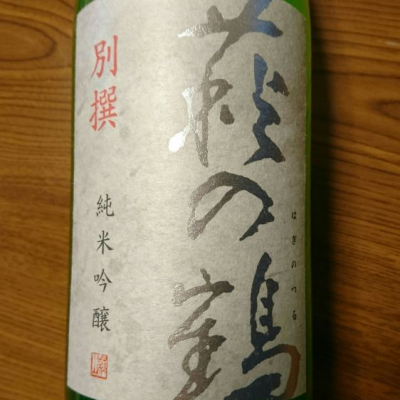 萩の鶴
はぎのつる
別撰
純米吟醸